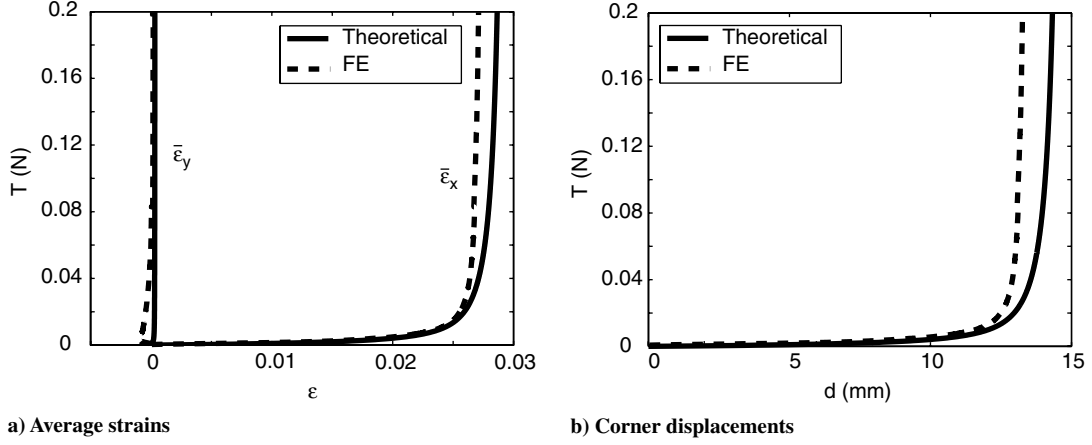 0.2
0.16
0.12
0.08
0.04
0
T (N)
Theoretical
FE
ε̄y
ε̄x
0
0.01
0.02
0.03
ε
a) Average strains
0.2
0.16
0.12
0.08
0.04
0
T (N)
Theoretical
FE
0
5
10
15
d (mm)
b) Corner displacements